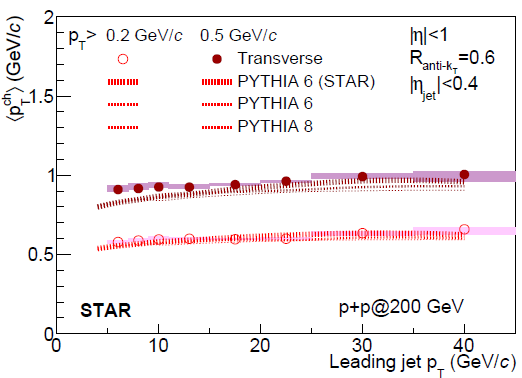 2
p_T> 0.2 GeV/c 0.5 GeV/c
Transverse
PYTHIA 6 (STAR)
PYTHIA 6
PYTHIA 8
|η|<1
R_anti-k_T=0.6
|η_jet|<0.4
⟨p_T^ch⟩ (GeV/c)
1.5
1
0.5
0
STAR
p+p@200 GeV
0 10 20 30 40
Leading jet p_T (GeV/c)